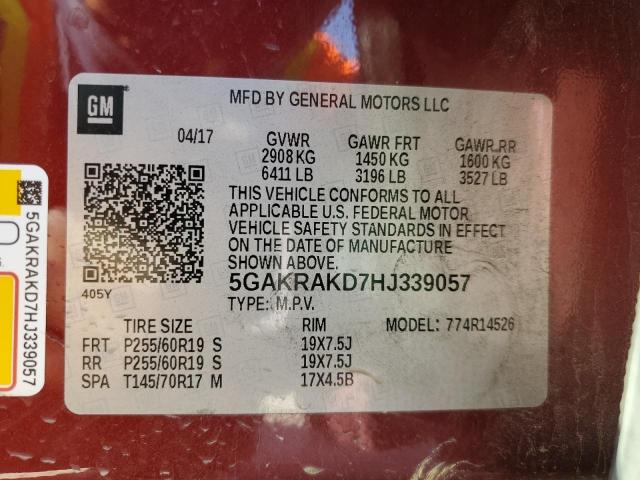 GM
MFD BY GENERAL MOTORS LLC
04/17 GVWR GAWR FRT GAWR RR
2908 KG 1450 KG 1600 KG
6411 LB 3196 LB 3527 LB
THIS VEHICLE CONFORMS TO ALL
APPLICABLE U.S. FEDERAL MOTOR
VEHICLE SAFETY STANDARDS IN EFFECT
ON THE DATE OF MANUFACTURE
SHOWN ABOVE.
405Y
5GAKRAKD7HJ339057
TYPE: M.P.V.
TIRE SIZE RIM MODEL: 774R14526
FRT P255/60R19 S 19X7.5J
RR P255/60R19 S 19X7.5J
SPA T145/70R17 M 17X4.5B
5GAKRAKD7HJ339057